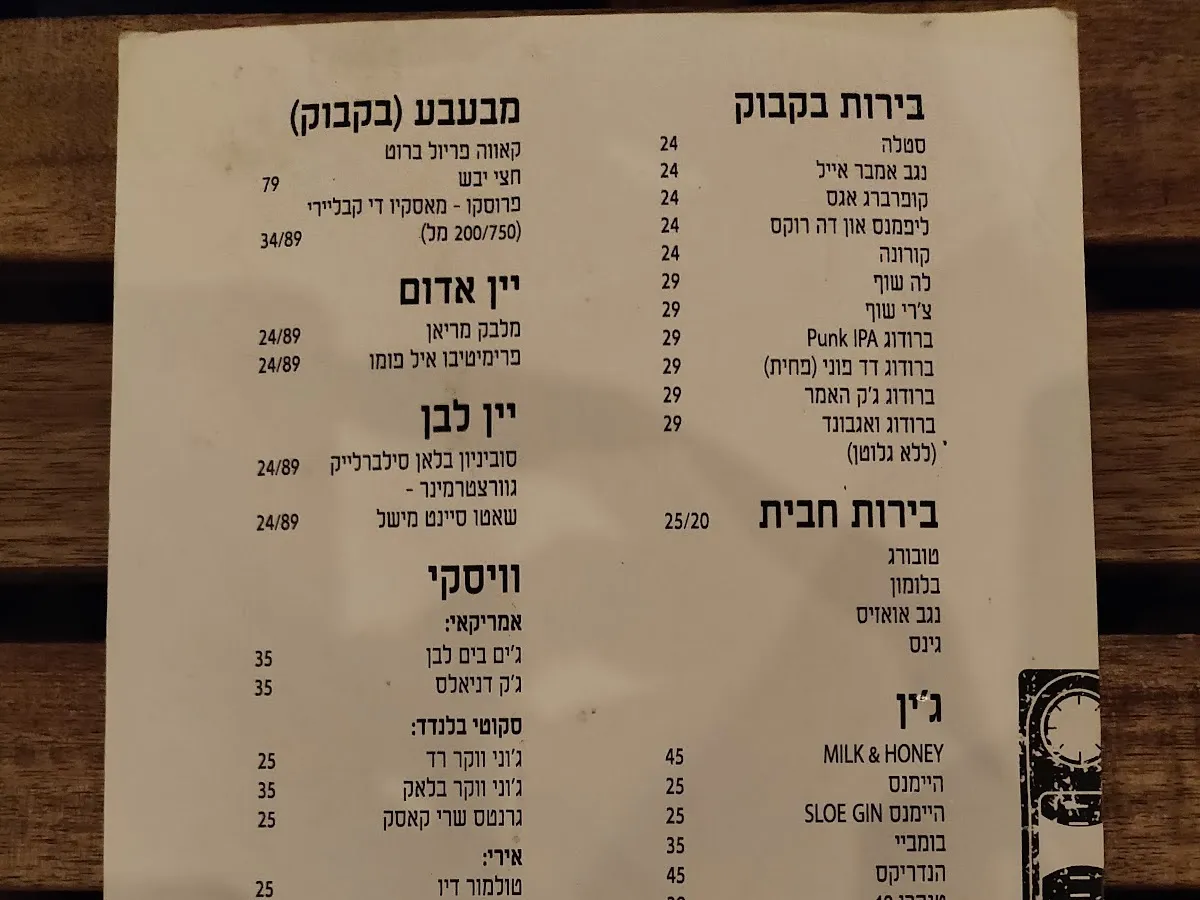 בירות בקבוק
סטלה 24
נגב אמבר אייל 24
קופרברג אגס 24
ליפמנס און דה רוקס 24
קורונה 24
לה שוף 29
צ'רי שוף 29
ברודוג Punk IPA 29
ברודוג דד פוני (פחית) 29
ברודוג ג'ק האמר 29
ברודוג ואגבונד 29
(ללא גלוטן)
בירות חבית 25/20
טובורג
בלומון
נגב אואזיס
גינס
ג'ין
MILK & HONEY 45
היימנס 25
היימנס SLOE GIN 25
בומביי 35
הנדריקס 45
מבעבע (בקבוק)
קאווה פריול ברוט
חצי יבש 79
פרוסקו - מאסקיו די קבליירי
(200/750 מל) 34/89
יין אדום
מלבק מריאן 24/89
פרימיטיבו איל פומו 24/89
יין לבן
סוביניון בלאן סילברלייק 24/89
גוורצטרמינר -
שאטו סיינט מישל 24/89
וויסקי
אמריקאי:
ג'ים בים לבן 35
ג'ק דניאלס 35
סקוטי בלנדד:
ג'וני ווקר רד 25
ג'וני ווקר בלאק 35
גרנטס שרי קאסק 25
אירי:
טולמור דיו 25